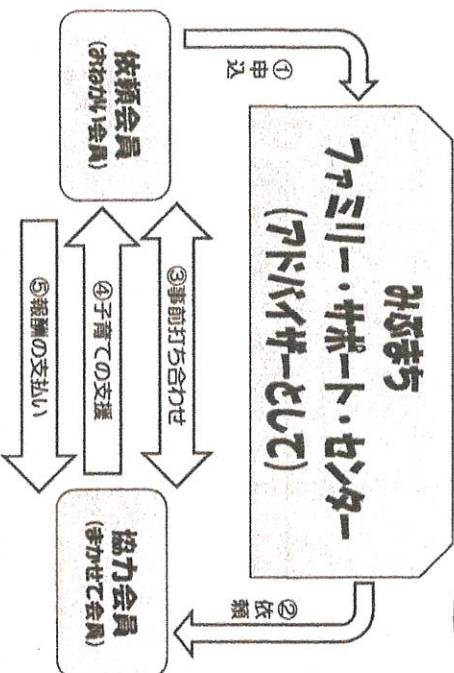 みぶまち
ファミリー・サポート・センター
(アドバイザーとして)
①申込
②依頼
依頼会員
(おねがい会員)
③事前打ち合わせ
④子育ての支援
⑤報酬の支払い
協力会員
(まかせて会員)